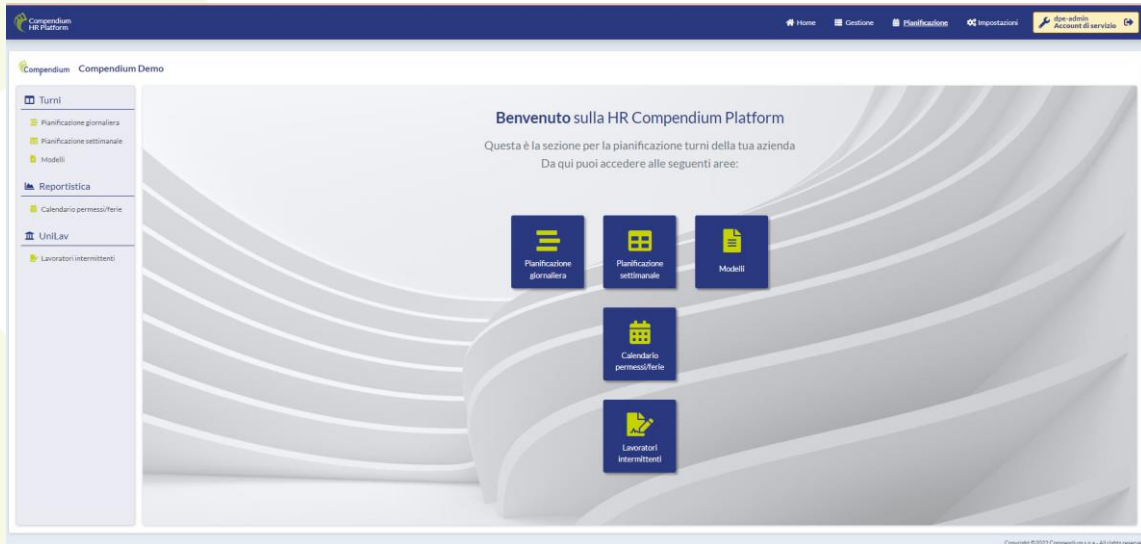 Compendium
HR Platform
Home
Gestione
Pianificazione
Impostazioni
dpe-admin
Account di servizio
Compendium
Compendium Demo
Turni
Pianificazione giornaliera
Pianificazione settimanale
Modelli
Reportistica
Calendario permessi/ferie
UniLav
Lavoratori intermittenti
Benvenuto sulla HR Compendium Platform
Questa è la sezione per la pianificazione turni della tua azienda
Da qui puoi accedere alle seguenti aree:
Pianificazione
giornaliera
Pianificazione
settimanale
Modelli
Calendario
permessi/ferie
Lavoratori
intermittenti